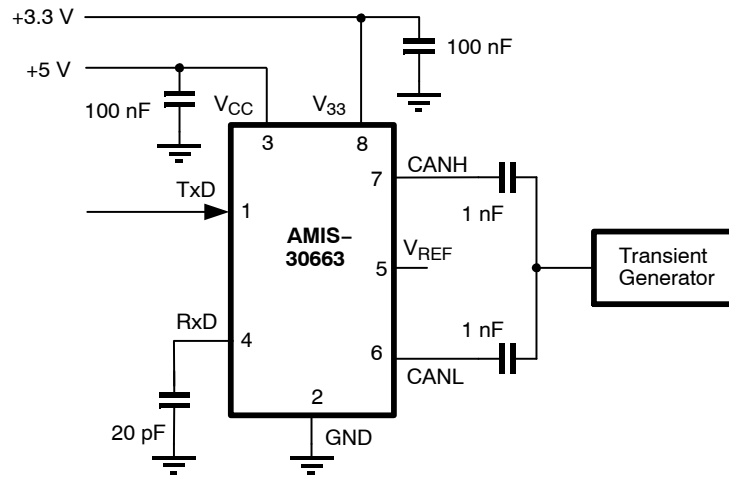 +3.3 V
100 nF
+5 V
100 nF
VCC
V33
3
8
7
CANH
1 nF
TxD
1
AMIS−
30663
VREF
5
Transient
Generator
RxD
4
1 nF
6
CANL
2
20 pF
GND